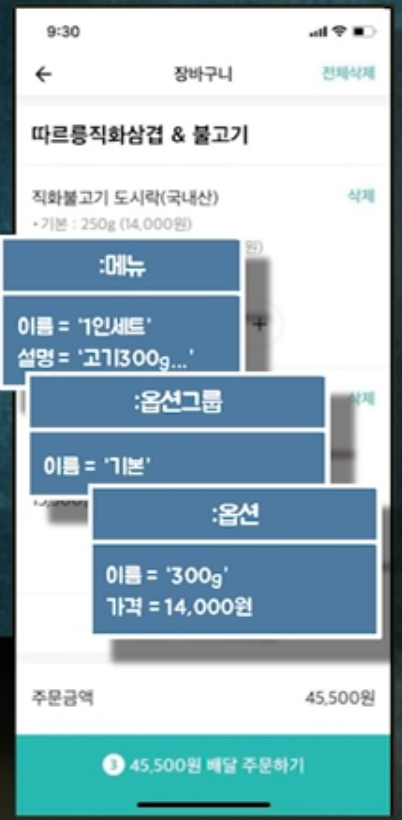 9:30
장바구니
전체삭제
따르릉직화삼겹 & 불고기
직화불고기 도시락(국내산)
삭제
• 기본 : 250g (14,000원)
원)
:메뉴
이름 = '1인세트'
설명 = '고기300g...'
+
:옵션그룹
삭제
이름 = '기본'
:옵션
이름 = '300g'
가격 = 14,000원
주문금액
45,500원
3 45,500원 배달 주문하기